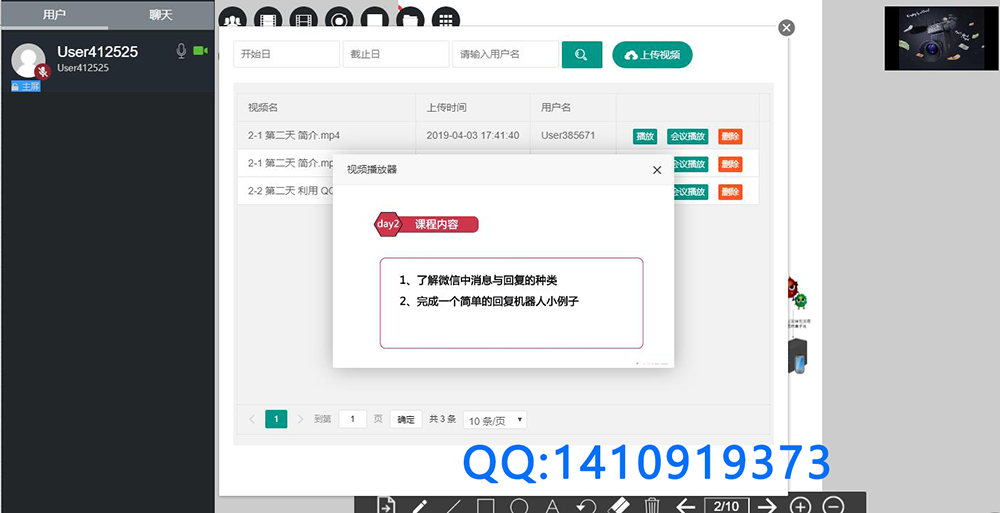 用户 聊天
User412525
User412525
主屏
开始日 截止日 请输入用户名 上传视频
视频名 上传时间 用户名
2-1 第二天 简介.mp4 2019-04-03 17:41:40 User385671 播放 会议播放 删除
2-1 第二天 简介.mp 会议播放 删除
2-2 第二天 利用 QC 会议播放 删除
视频播放器
day2 课程内容
1、了解微信中消息与回复的种类
2、完成一个简单的回复机器人小例子
1 到第 1 页 确定 共 3 条 10 条/页
QQ:1410919373
A 2/10